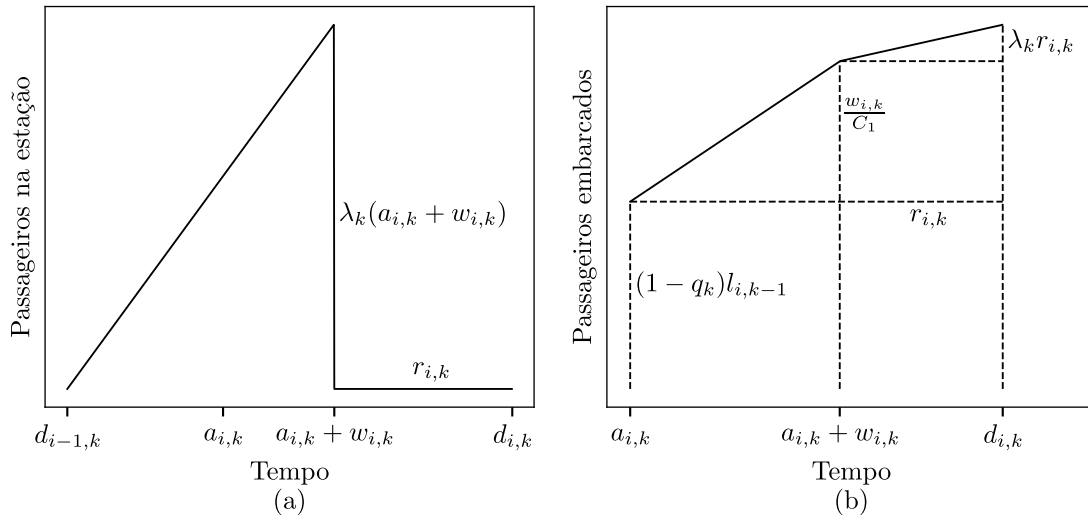 Passageiros na estação
λ_k(a_{i,k} + w_{i,k})
r_{i,k}
d_{i−1,k} a_{i,k} a_{i,k} + w_{i,k} d_{i,k}
Tempo
(a)
Passageiros embarcados
λ_k r_{i,k}
w_{i,k}/C_1
r_{i,k}
(1 − q_k)l_{i,k−1}
a_{i,k} a_{i,k} + w_{i,k} d_{i,k}
Tempo
(b)